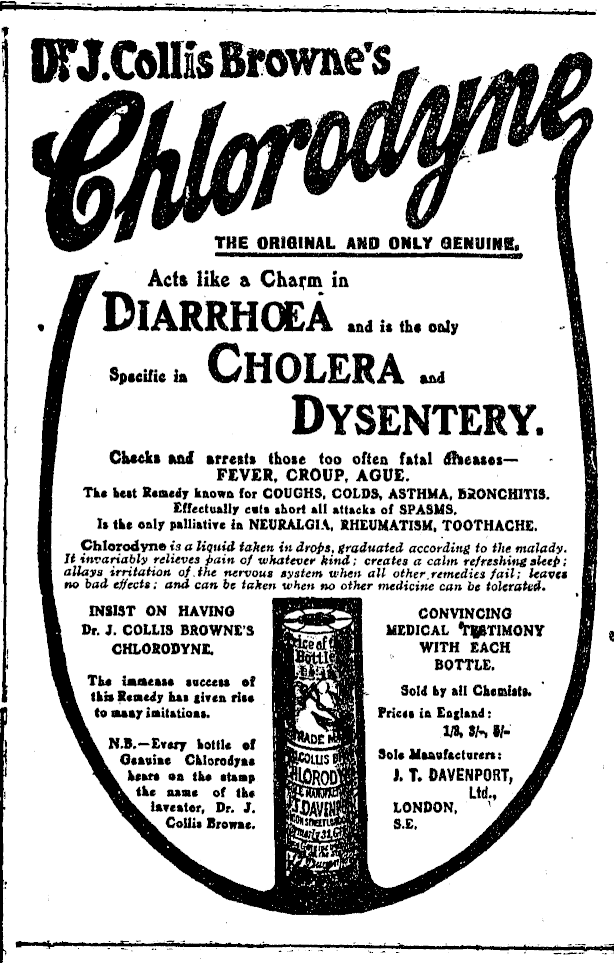 Dr J. Collis Browne's
Chlorodyne
THE ORIGINAL AND ONLY GENUINE.
Acts like a Charm in
DIARRHŒA and is the only
Specific in CHOLERA and
DYSENTERY.
Checks and arrests those too often fatal diseases—
FEVER, CROUP, AGUE.
The best Remedy known for COUGHS, COLDS, ASTHMA, BRONCHITIS.
Effectually cuts short all attacks of SPASMS.
Is the only palliative in NEURALGIA, RHEUMATISM, TOOTHACHE.
Chlorodyne is a liquid taken in drops, graduated according to the malady.
It invariably relieves pain of whatever kind; creates a calm refreshing sleep;
allays irritation of the nervous system when all other remedies fail; leaves
no bad effects; and can be taken when no other medicine can be tolerated.
INSIST ON HAVING
Dr. J. COLLIS BROWNE'S
CHLORODYNE.
The immense success of
this Remedy has given rise
to many imitations.
N.B.—Every bottle of
Genuine Chlorodyne
bears on the stamp
the name of the
inventor, Dr. J.
Collis Browne.
Bottle
TRADE M
COLLIS B
HLOROD
J.DAVEN
CONVINCING
MEDICAL TESTIMONY
WITH EACH
BOTTLE.
Sold by all Chemists.
Prices in England:
1/3, 3/-, 5/-
Sole Manufacturers:
J. T. DAVENPORT,
Ltd.,
LONDON,
S.E.